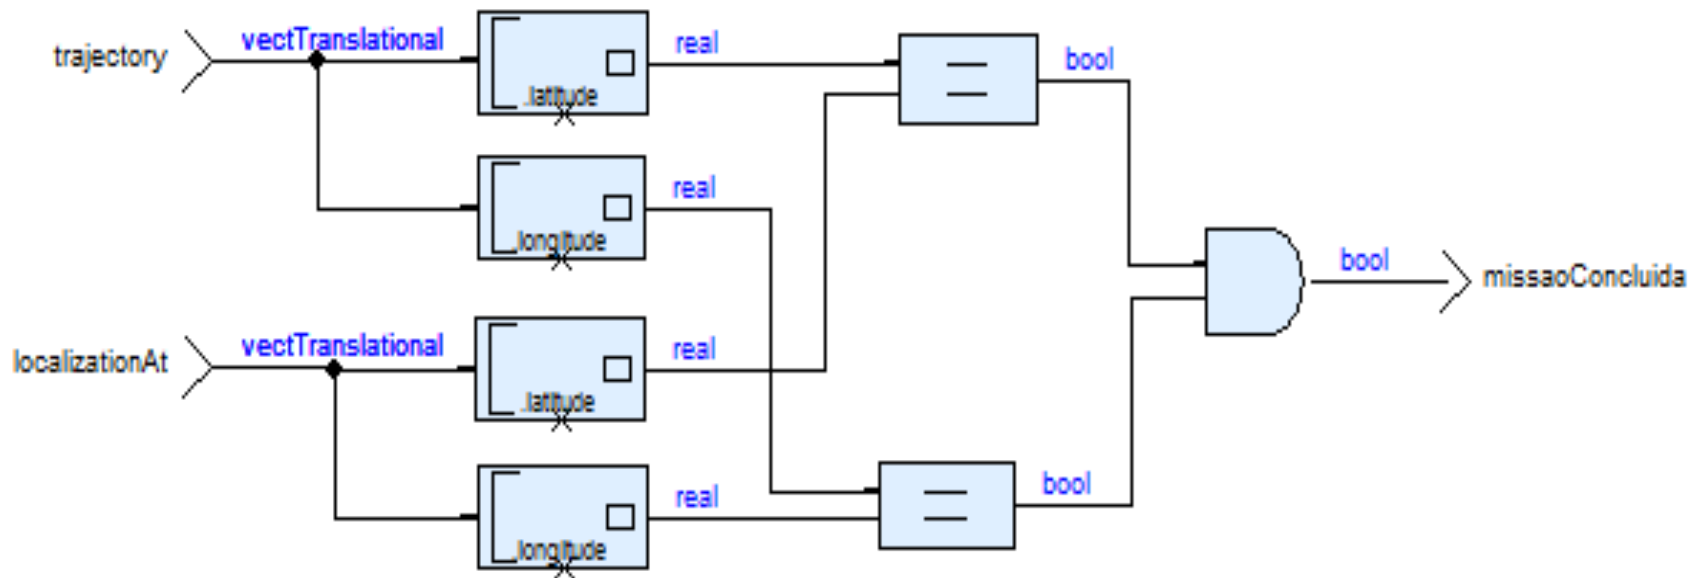 trajectory
vectTranslational
.latitude
real
bool
.longitude
real
bool
missaoConcluida
localizationAt
vectTranslational
.latitude
real
.longitude
real
bool